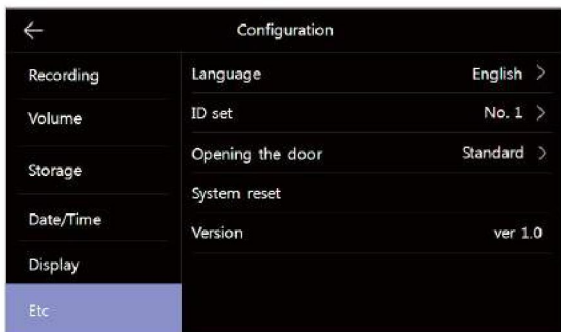 Configuration
Recording
Volume
Storage
Date/Time
Display
Etc
Language English >
ID set No. 1 >
Opening the door Standard >
System reset
Version ver 1.0